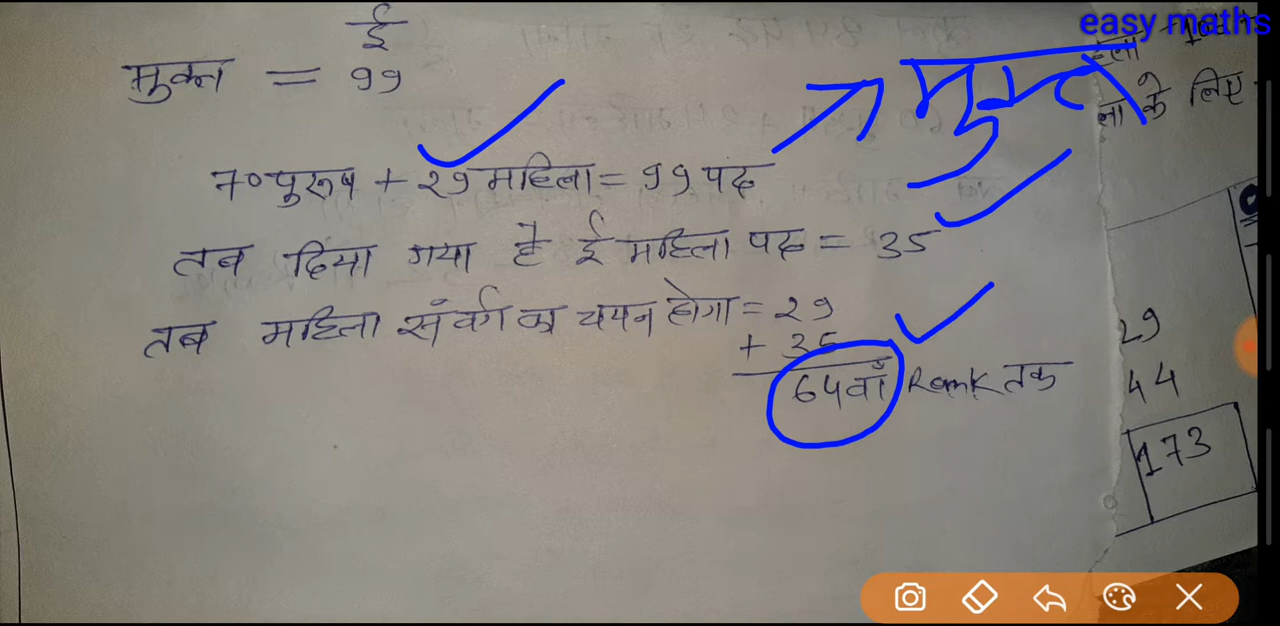 easy maths
ई
मुक्त = 99
मुक्त
ला के लिए
70 पुरूष + 29 महिला = 99 पद
तब दिया गया है ई महिला पद = 35
तब महिला संवर्ग का चयन होगा = 29
+ 35
64वाँ Rank तक
29
44
173